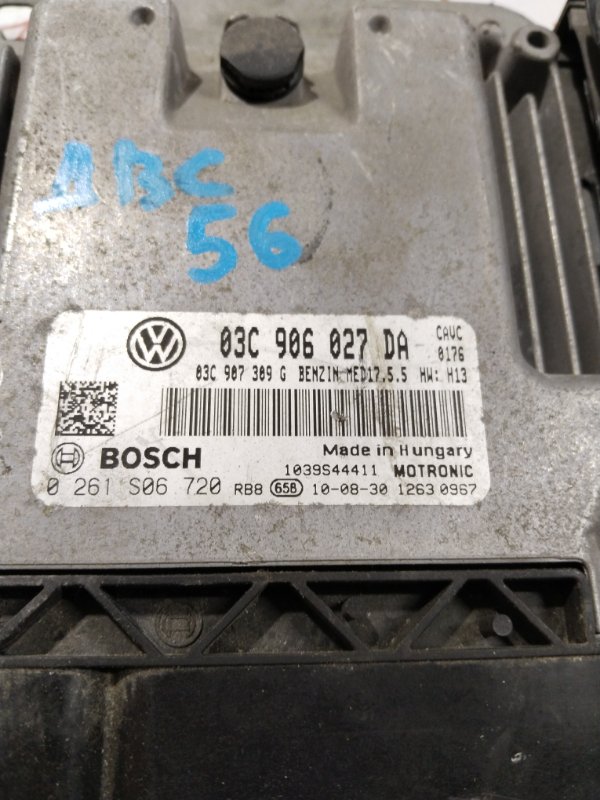 ABC
56
03C 906 027 DA CAVC
0176
03C 907 309 G BENZIN MED17.5.5 HW: H13
BOSCH
Made in Hungary
1039S44411 MOTRONIC
0 261 S06 720 RB8 65B 10-08-30 1263 0967